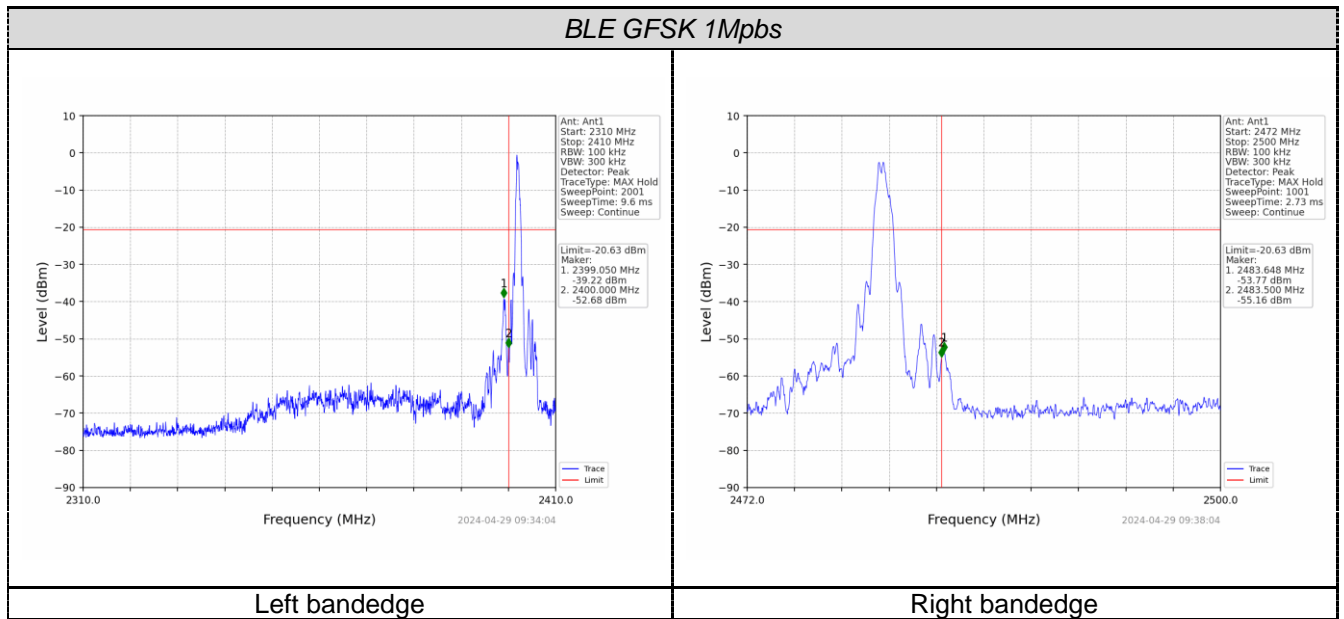 BLE GFSK 1Mpbs
10
0
−10
−20
−30
−40
−50
−60
−70
−80
−90
Level (dBm)
1
2
2310.0
2410.0
Frequency (MHz)
2024-04-29 09:34:04
Ant: Ant1
Start: 2310 MHz
Stop: 2410 MHz
RBW: 100 kHz
VBW: 300 kHz
Detector: Peak
TraceType: MAX Hold
SweepPoint: 2001
SweepTime: 9.6 ms
Sweep: Continue
Limit=-20.63 dBm
Maker:
1. 2399.050 MHz
-39.22 dBm
2. 2400.000 MHz
-52.68 dBm
Trace
Limit
10
0
−10
−20
−30
−40
−50
−60
−70
−80
−90
Level (dBm)
1
2
2472.0
2500.0
Frequency (MHz)
2024-04-29 09:38:04
Ant: Ant1
Start: 2472 MHz
Stop: 2500 MHz
RBW: 100 kHz
VBW: 300 kHz
Detector: Peak
TraceType: MAX Hold
SweepPoint: 1001
SweepTime: 2.73 ms
Sweep: Continue
Limit=-20.63 dBm
Maker:
1. 2483.648 MHz
-53.77 dBm
2. 2483.500 MHz
-55.16 dBm
Trace
Limit
Left bandedge
Right bandedge